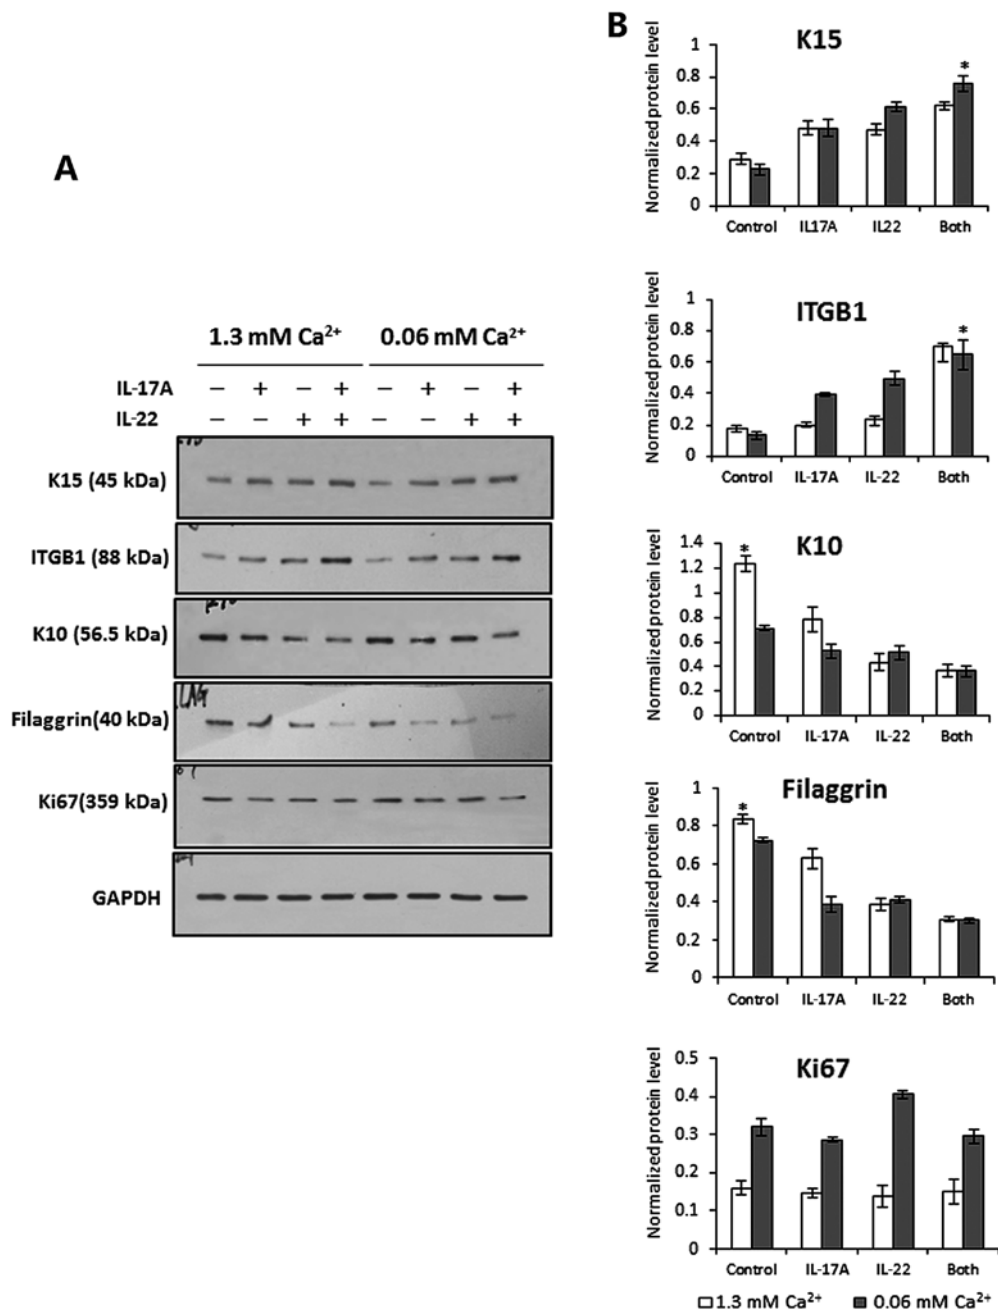 A
1.3 mM Ca²⁺ 0.06 mM Ca²⁺
IL-17A − + − + − + − +
IL-22 − − + + − − + +
K15 (45 kDa)
ITGB1 (88 kDa)
K10 (56.5 kDa)
Filaggrin(40 kDa)
Ki67(359 kDa)
GAPDH
B
K15
Normalized protein level
1
0.8
0.6
0.4
0.2
0
*
Control IL17A IL22 Both
ITGB1
Normalized protein level
1
0.8
0.6
0.4
0.2
0
*
Control IL-17A IL-22 Both
K10
Normalized protein level
1.4
1.2
1
0.8
0.6
0.4
0.2
0
*
Control IL-17A IL-22 Both
Filaggrin
Normalized protein level
1
0.8
0.6
0.4
0.2
0
*
Control IL-17A IL-22 Both
Ki67
Normalized protein level
0.5
0.4
0.3
0.2
0.1
0
Control IL-17A IL-22 Both
1.3 mM Ca²⁺ 0.06 mM Ca²⁺